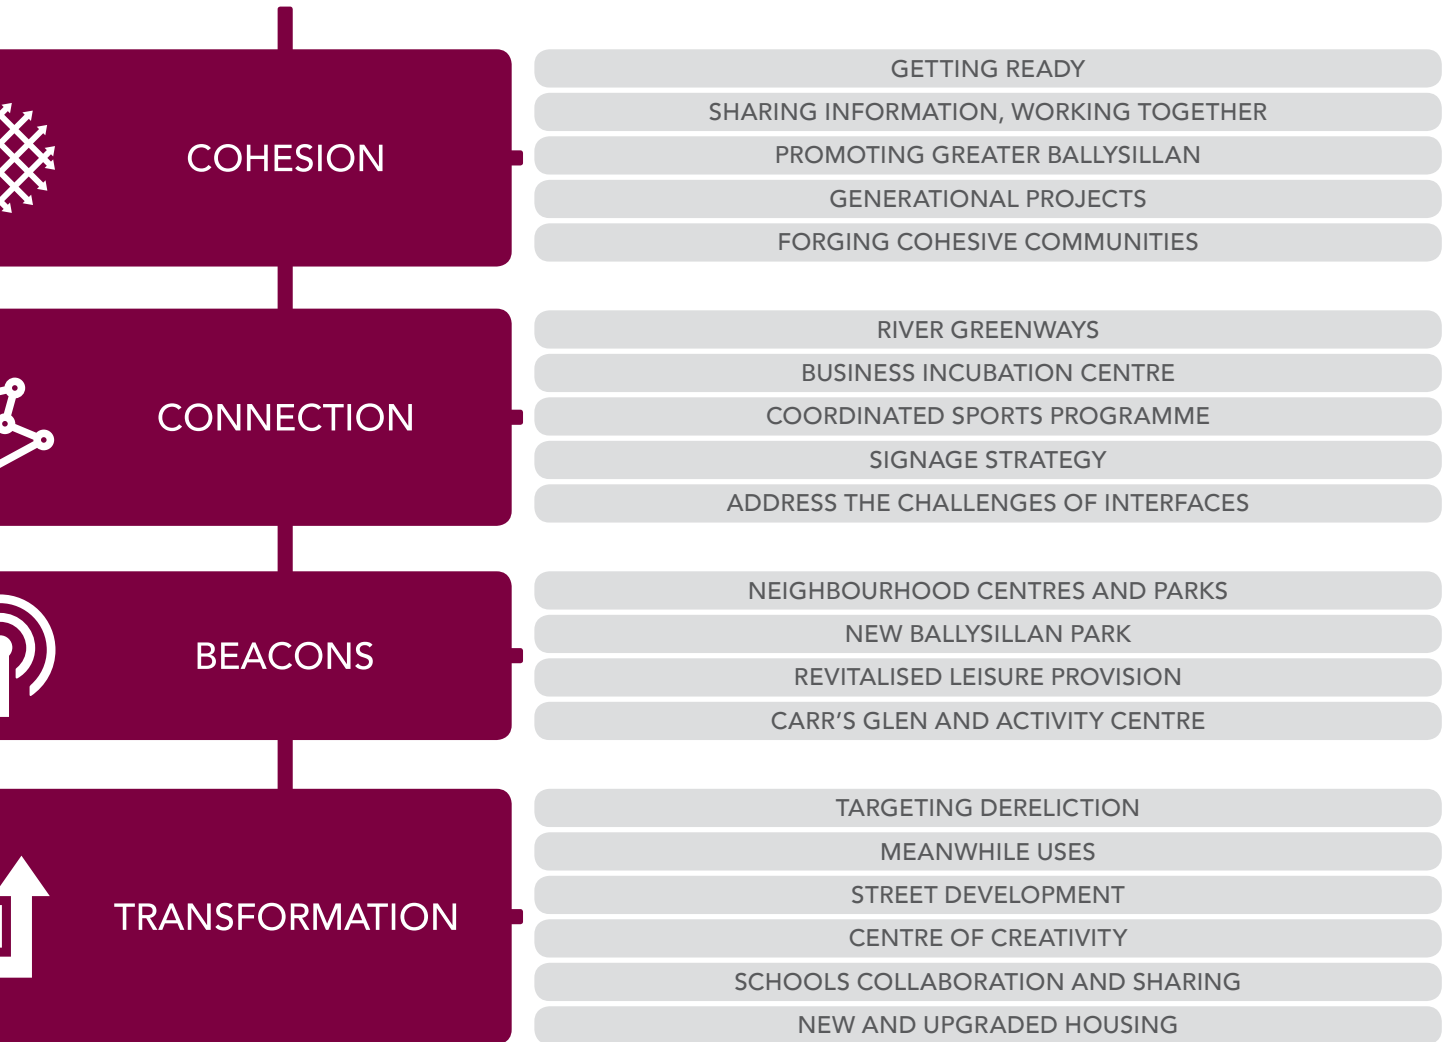 COHESION
GETTING READY
SHARING INFORMATION, WORKING TOGETHER
PROMOTING GREATER BALLYSILLAN
GENERATIONAL PROJECTS
FORGING COHESIVE COMMUNITIES
CONNECTION
RIVER GREENWAYS
BUSINESS INCUBATION CENTRE
COORDINATED SPORTS PROGRAMME
SIGNAGE STRATEGY
ADDRESS THE CHALLENGES OF INTERFACES
BEACONS
NEIGHBOURHOOD CENTRES AND PARKS
NEW BALLYSILLAN PARK
REVITALISED LEISURE PROVISION
CARR’S GLEN AND ACTIVITY CENTRE
TRANSFORMATION
TARGETING DERELICTION
MEANWHILE USES
STREET DEVELOPMENT
CENTRE OF CREATIVITY
SCHOOLS COLLABORATION AND SHARING
NEW AND UPGRADED HOUSING